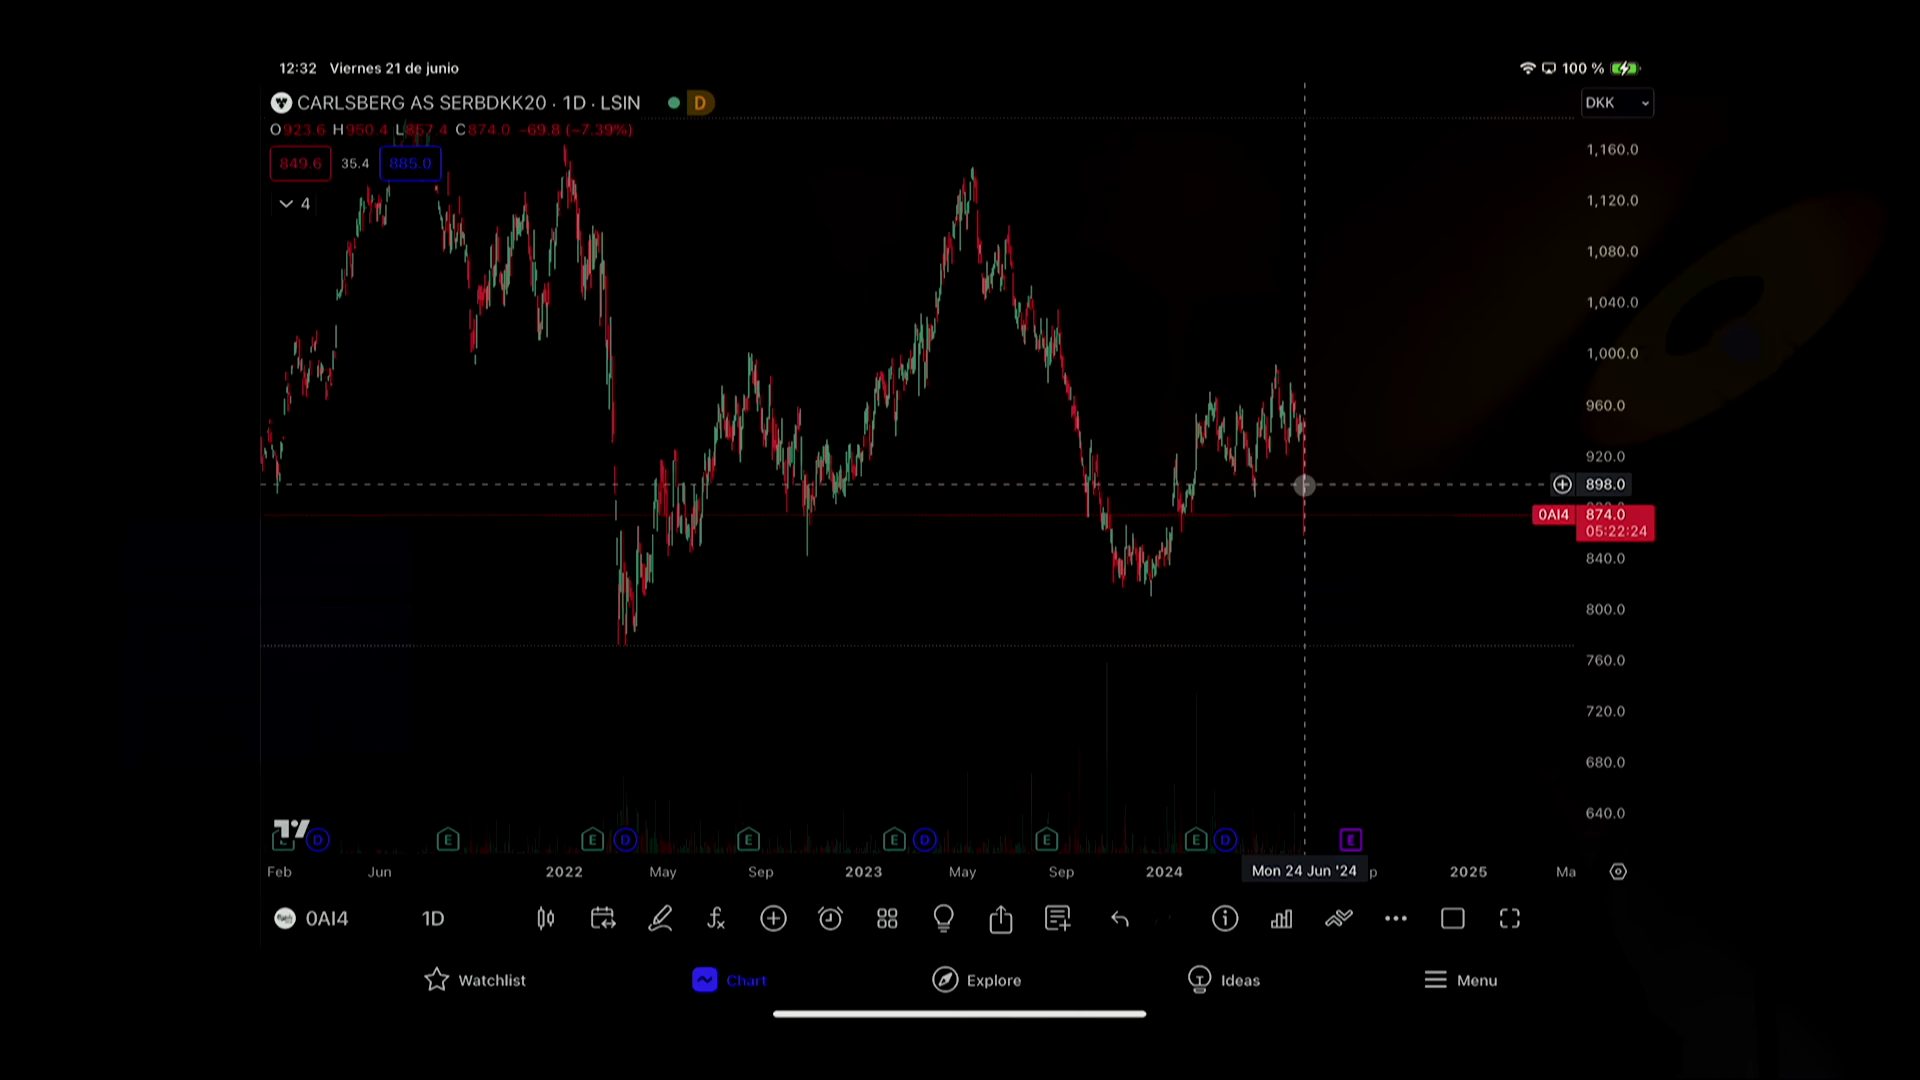 12:32 Viernes 21 de junio
100 %
CARLSBERG AS SERBDKK20 · 1D · LSIN
D
DKK
O923.6 H950.4 L857.4 C874.0 −69.8 (−7.39%)
849.6 35.4 885.0
4
1,160.0
1,120.0
1,080.0
1,040.0
1,000.0
960.0
920.0
898.0
0AI4 874.0
05:22:24
840.0
800.0
760.0
720.0
680.0
640.0
D E E D E E D E E D E
Feb Jun 2022 May Sep 2023 May Sep 2024 Mon 24 Jun '24 p 2025 Ma
0AI4 1D
Watchlist Chart Explore Ideas Menu